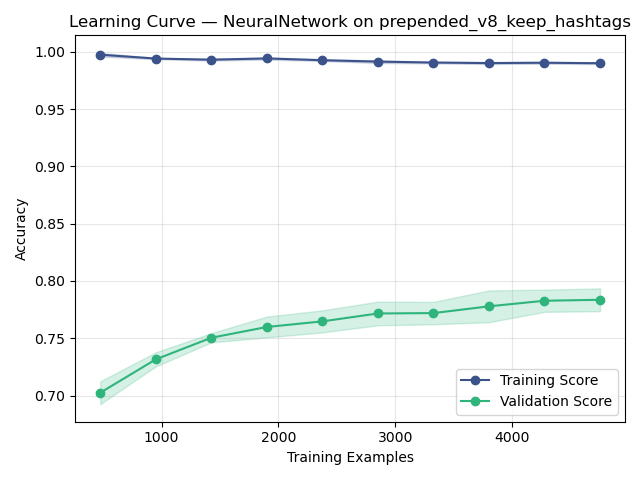 Learning Curve — NeuralNetwork on prepended_v8_keep_hashtags
1.00
0.95
0.90
0.85
0.80
0.75
0.70
Accuracy
1000
2000
3000
4000
Training Examples
Training Score
Validation Score